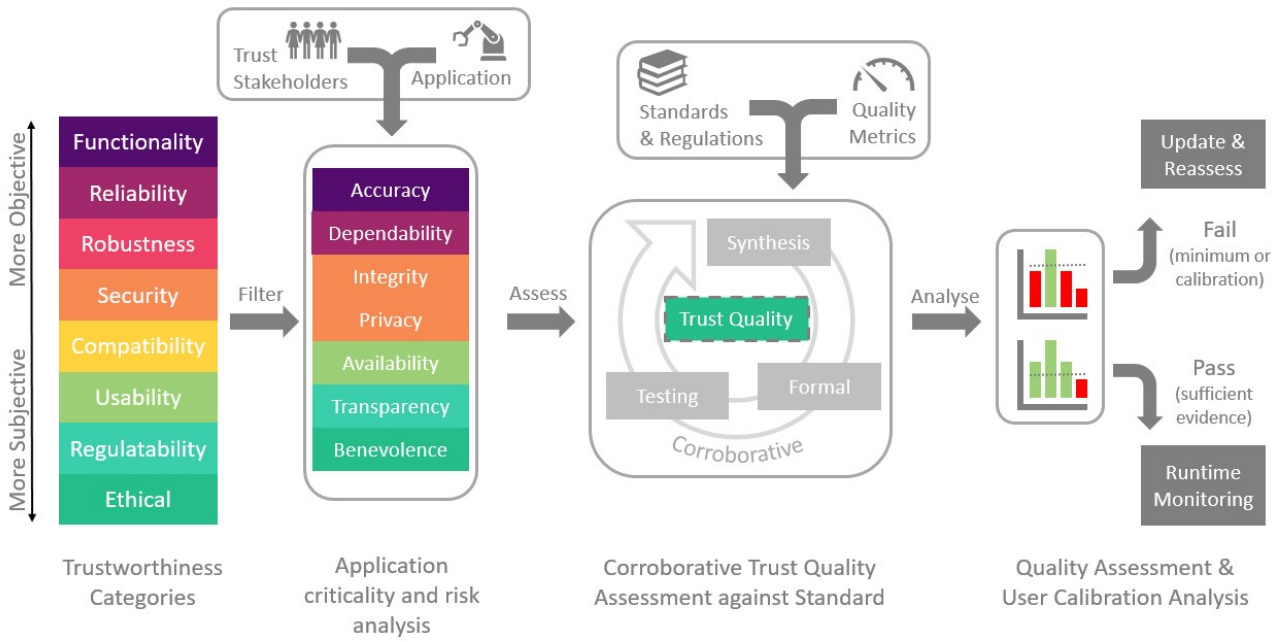 Trust
Stakeholders
Application
Standards
& Regulations
Quality
Metrics
More Objective
More Subjective
Functionality
Reliability
Robustness
Security
Compatibility
Usability
Regulatability
Ethical
Filter
Accuracy
Dependability
Integrity
Privacy
Availability
Transparency
Benevolence
Assess
Synthesis
Trust Quality
Testing
Formal
Corroborative
Analyse
Update &
Reassess
Fail
(minimum or
calibration)
Pass
(sufficient
evidence)
Runtime
Monitoring
Trustworthiness
Categories
Application
criticality and risk
analysis
Corroborative Trust Quality
Assessment against Standard
Quality Assessment &
User Calibration Analysis